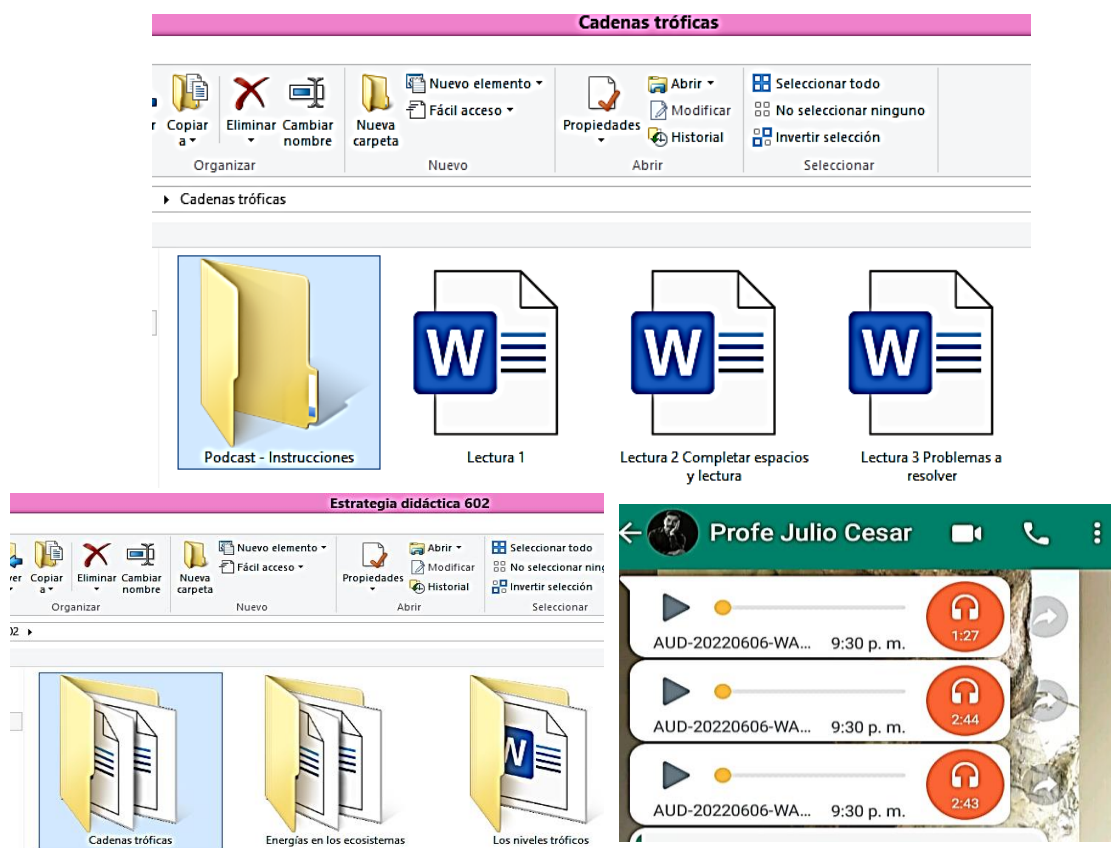 Cadenas tróficas
Nuevo elemento
Abrir
Seleccionar todo
Fácil acceso
Modificar
No seleccionar ninguno
r Copiar a
Eliminar
Cambiar nombre
Nueva carpeta
Propiedades
Historial
Invertir selección
Organizar
Nuevo
Abrir
Seleccionar
Cadenas tróficas
W
W
W
Podcast - Instrucciones
Lectura 1
Lectura 2 Completar espacios
y lectura
Lectura 3 Problemas a
resolver
Estrategia didáctica 602
Nuevo elemento
Abrir
Seleccionar todo
Fácil acceso
Modificar
No seleccionar ning
ver Copiar a
Eliminar
Cambiar nombre
Nueva carpeta
Propiedades
Historial
Invertir selección
Organizar
Nuevo
Abrir
Seleccionar
02
W
Cadenas tróficas
Energías en los ecosistemas
Los niveles tróficos
Profe Julio Cesar
1:27
AUD-20220606-WA... 9:30 p. m.
2:44
AUD-20220606-WA... 9:30 p. m.
2:43
AUD-20220606-WA... 9:30 p. m.